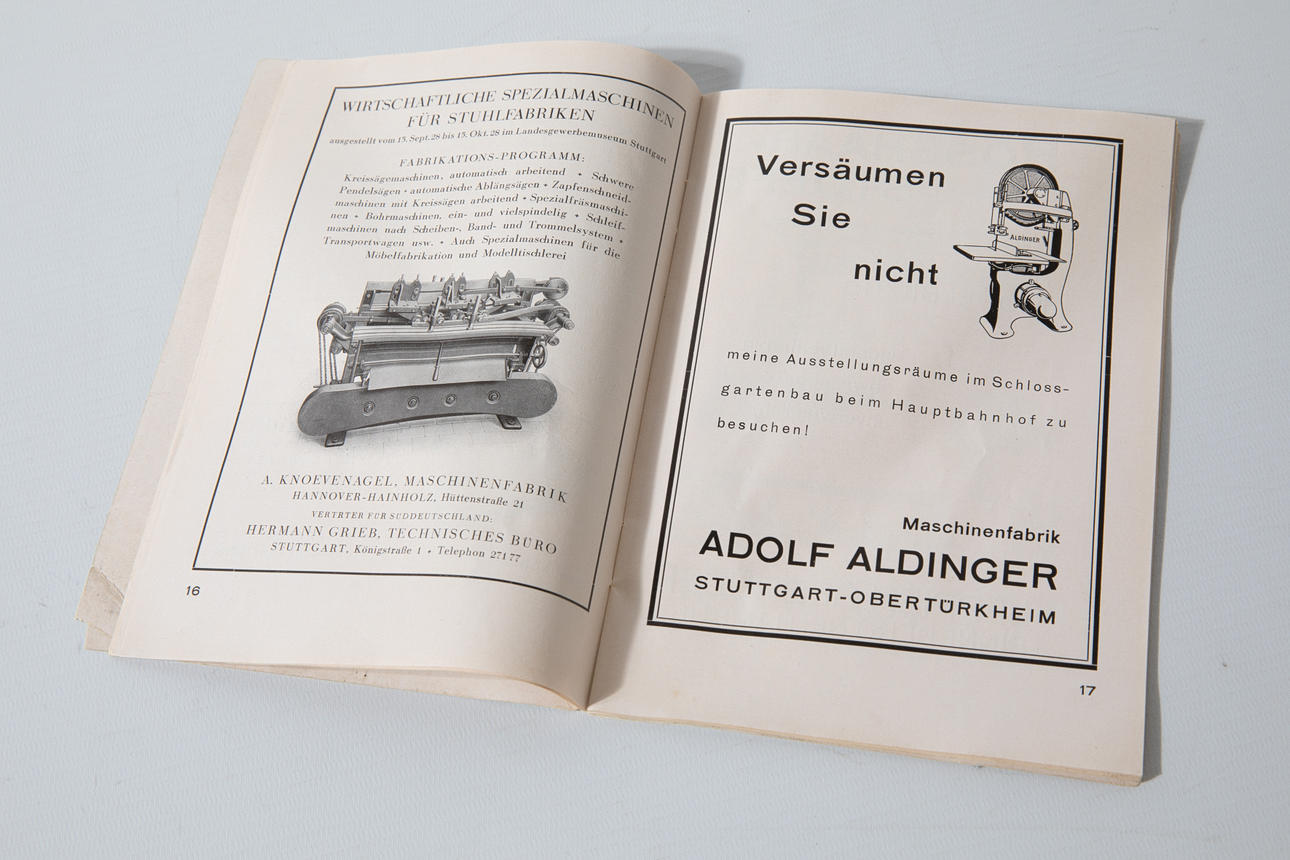 WIRTSCHAFTLICHE SPEZIALMASCHINEN
FÜR STUHLFABRIKEN
ausgestellt vom 15. Sept. 28 bis 15. Okt. 28 im Landesgewerbemuseum Stuttgart
FABRIKATIONS-PROGRAMM:
Kreissägemaschinen, automatisch arbeitend • Schwere
Pendelsägen • automatische Ablängsägen • Zapfenschneid-
maschinen mit Kreissägen arbeitend • Spezialfräsmaschi-
nen • Bohrmaschinen, ein- und vielspindelig • Schleif-
maschinen nach Scheiben-, Band- und Trommelsystem •
Transportwagen usw. • Auch Spezialmaschinen für die
Möbelfabrikation und Modelltischlerei
A. KNOEVENAGEL, MASCHINENFABRIK
HANNOVER-HAINHOLZ, Hüttenstraße 21
VERTRTER FÜR SÜDDEUTSCHLAND:
HERMANN GRIEB, TECHNISCHES BÜRO
STUTTGART, Königstraße 1 • Telephon 271 77
16
Versäumen
Sie
nicht
ALDINGER
meine Ausstellungsräume im Schloss-
gartenbau beim Hauptbahnhof zu
besuchen!
Maschinenfabrik
ADOLF ALDINGER
STUTTGART-OBERTÜRKHEIM
17